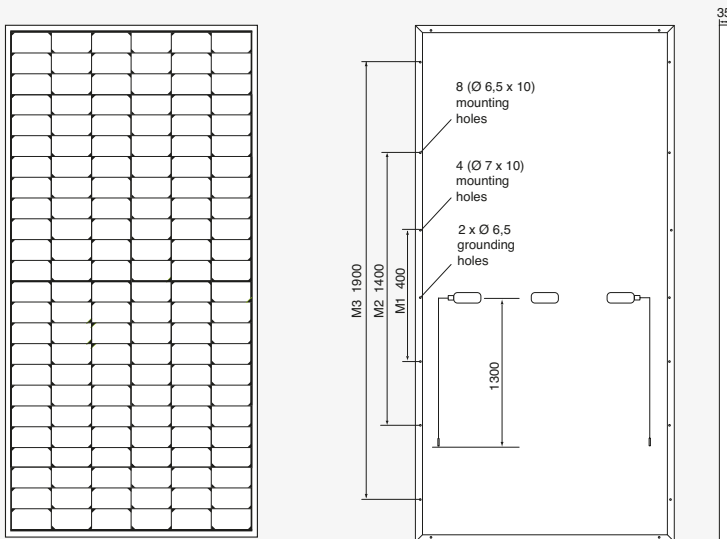 35
8 (Ø 6,5 x 10)
mounting
holes
4 (Ø 7 x 10)
mounting
holes
2 x Ø 6,5
grounding
holes
M3 1900
M2 1400
M1 400
1300